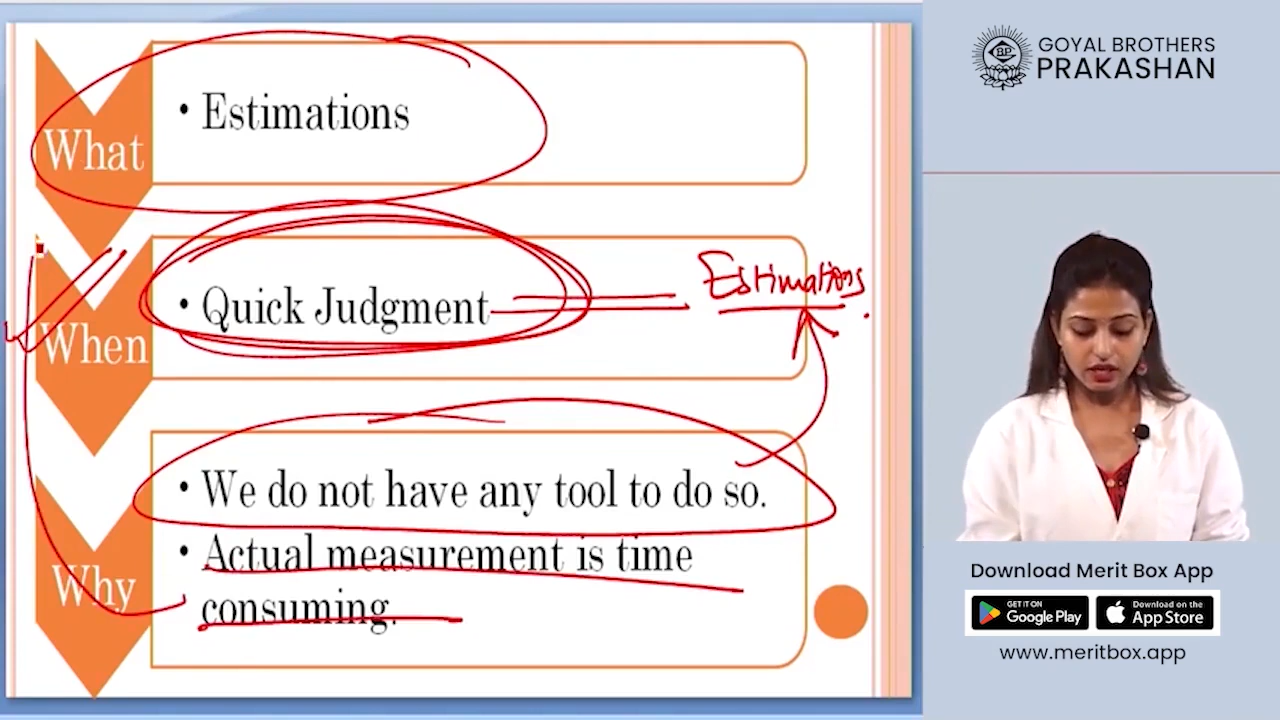 What
• Estimations
When
• Quick Judgment
Estimations.
Why
• We do not have any tool to do so.
• Actual measurement is time
consuming.
GOYAL BROTHERS
PRAKASHAN
GBP
Download Merit Box App
GET IT ON
Google Play
Download on the
App Store
www.meritbox.app